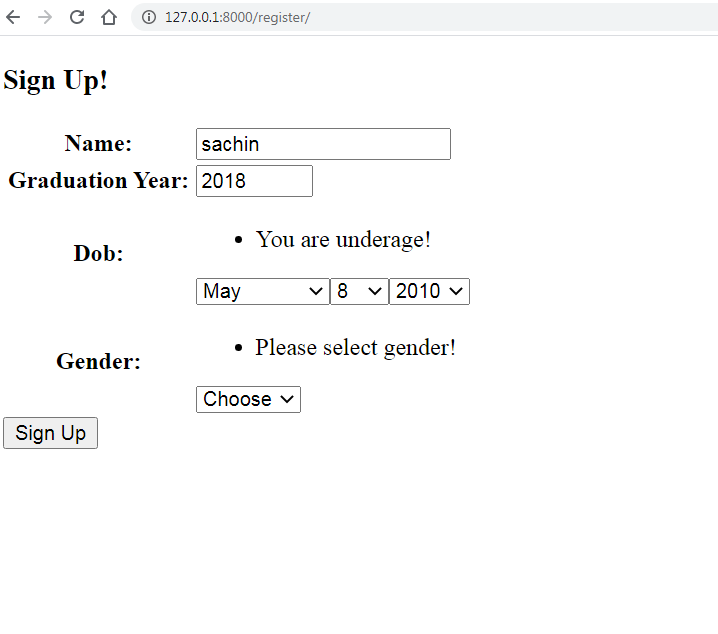 127.0.0.1:8000/register/
Sign Up!
Name: sachin
Graduation Year: 2018
Dob:
• You are underage!
May 8 2010
Gender:
• Please select gender!
Choose
Sign Up